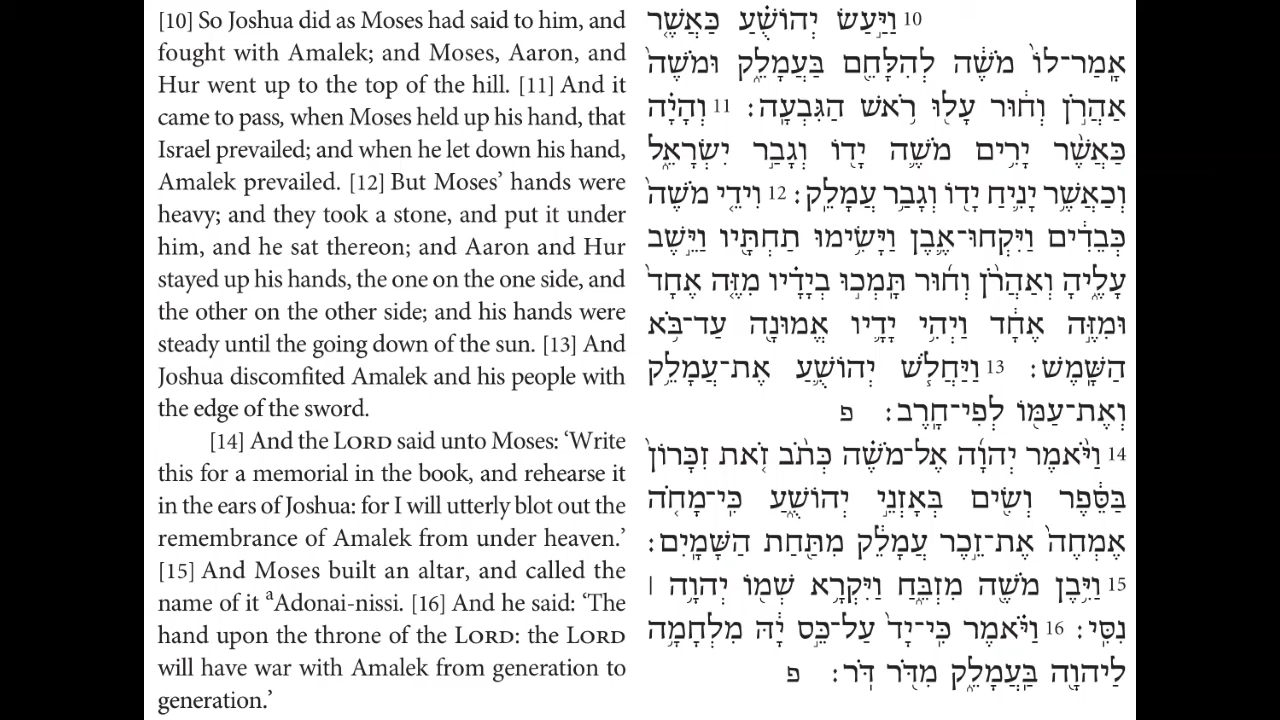 [10] So Joshua did as Moses had said to him, and
fought with Amalek; and Moses, Aaron, and
Hur went up to the top of the hill. [11] And it
came to pass, when Moses held up his hand, that
Israel prevailed; and when he let down his hand,
Amalek prevailed. [12] But Moses’ hands were
heavy; and they took a stone, and put it under
him, and he sat thereon; and Aaron and Hur
stayed up his hands, the one on the one side, and
the other on the other side; and his hands were
steady until the going down of the sun. [13] And
Joshua discomfited Amalek and his people with
the edge of the sword.
[14] And the LORD said unto Moses: ‘Write
this for a memorial in the book, and rehearse it
in the ears of Joshua: for I will utterly blot out the
remembrance of Amalek from under heaven.’
[15] And Moses built an altar, and called the
name of it ᵃAdonai-nissi. [16] And he said: ‘The
hand upon the throne of the LORD: the LORD
will have war with Amalek from generation to
generation.’
10 וַיַּ֣עַשׂ יְהוֹשֻׁ֗עַ כַּאֲשֶׁ֤ר
אָֽמַר־לוֹ֙ מֹשֶׁ֔ה לְהִלָּחֵ֖ם בַּעֲמָלֵ֑ק וּמֹשֶׁה֙
אַהֲרֹ֣ן וְח֔וּר עָל֖וּ רֹ֥אשׁ הַגִּבְעָֽה׃ 11 וְהָיָ֗ה
כַּאֲשֶׁ֨ר יָרִ֥ים מֹשֶׁ֛ה יָד֖וֹ וְגָבַ֣ר יִשְׂרָאֵ֑ל
וְכַאֲשֶׁ֥ר יָנִ֛יחַ יָד֖וֹ וְגָבַ֥ר עֲמָלֵֽק׃ 12 וִידֵ֤י מֹשֶׁה֙
כְּבֵדִ֔ים וַיִּקְחוּ־אֶ֛בֶן וַיָּשִׂ֥ימוּ תַחְתָּ֖יו וַיֵּ֣שֶׁב
עָלֶ֑יהָ וְאַהֲרֹ֨ן וְח֜וּר תָּֽמְכ֣וּ בְיָדָ֗יו מִזֶּ֤ה אֶחָד֙
וּמִזֶּ֣ה אֶחָ֔ד וַיְהִ֥י יָדָ֛יו אֱמוּנָ֖ה עַד־בֹּ֥א
הַשָּֽׁמֶשׁ׃ 13 וַיַּחֲלֹ֧שׁ יְהוֹשֻׁ֛עַ אֶת־עֲמָלֵ֥ק
וְאֶת־עַמּ֖וֹ לְפִי־חָֽרֶב׃ פ
14 וַיֹּ֨אמֶר יְהוָ֜ה אֶל־מֹשֶׁ֗ה כְּתֹ֨ב זֹ֤את זִכָּרוֹן֙
בַּסֵּ֔פֶר וְשִׂ֖ים בְּאָזְנֵ֣י יְהוֹשֻׁ֑עַ כִּֽי־מָחֹ֤ה
אֶמְחֶה֙ אֶת־זֵ֣כֶר עֲמָלֵ֔ק מִתַּ֖חַת הַשָּׁמָֽיִם׃
15 וַיִּ֥בֶן מֹשֶׁ֖ה מִזְבֵּ֑חַ וַיִּקְרָ֥א שְׁמ֖וֹ יְהוָ֥ה ׀
נִסִּֽי׃ 16 וַיֹּ֗אמֶר כִּֽי־יָד֙ עַל־כֵּ֣ס יָ֔הּ מִלְחָמָ֥ה
לַיהוָ֖ה בַּֽעֲמָלֵ֑ק מִדֹּ֖ר דֹּֽר׃ פ